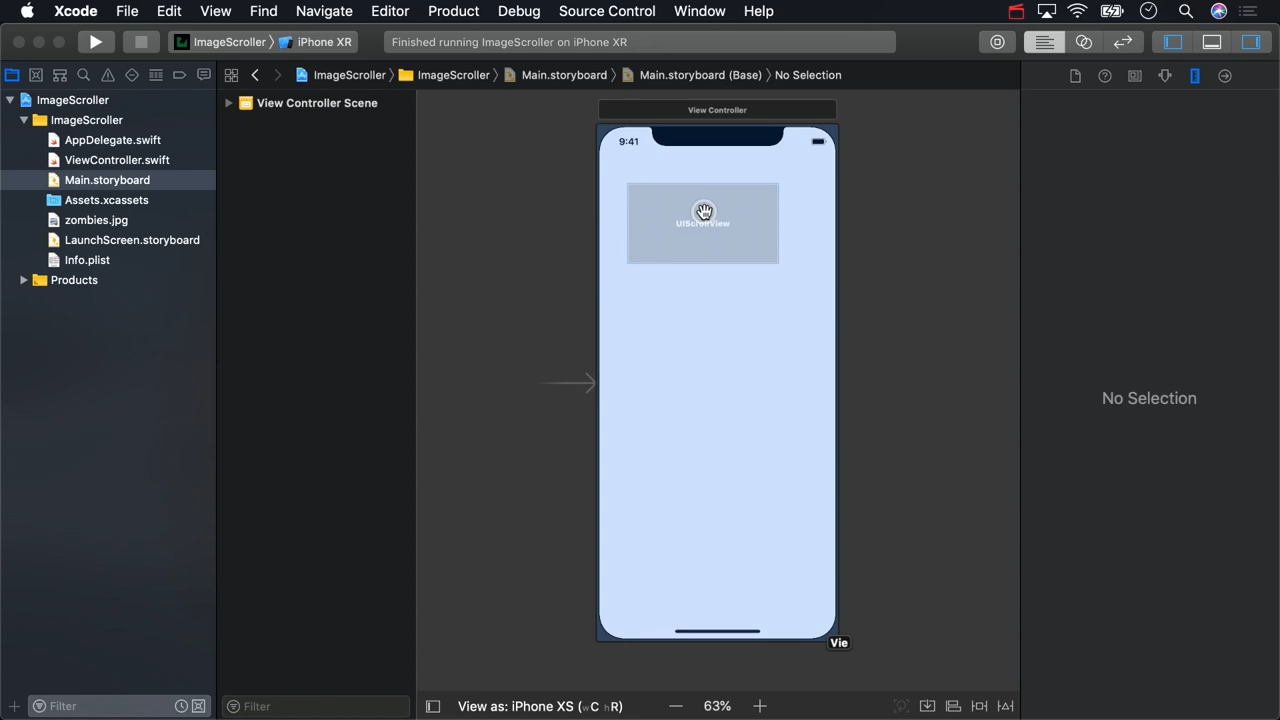 Xcode File Edit View Find Navigate Editor Product Debug Source Control Window Help
ImageScroller iPhone XR Finished running ImageScroller on iPhone XR
ImageScroller ImageScroller Main.storyboard Main.storyboard (Base) No Selection
ImageScroller
ImageScroller
AppDelegate.swift
ViewController.swift
Main.storyboard
Assets.xcassets
zombies.jpg
LaunchScreen.storyboard
Info.plist
Products
Filter
View Controller Scene
Filter
View Controller
9:41
UIScrollView
Vie
View as: iPhone XS (wC hR) 63%
No Selection